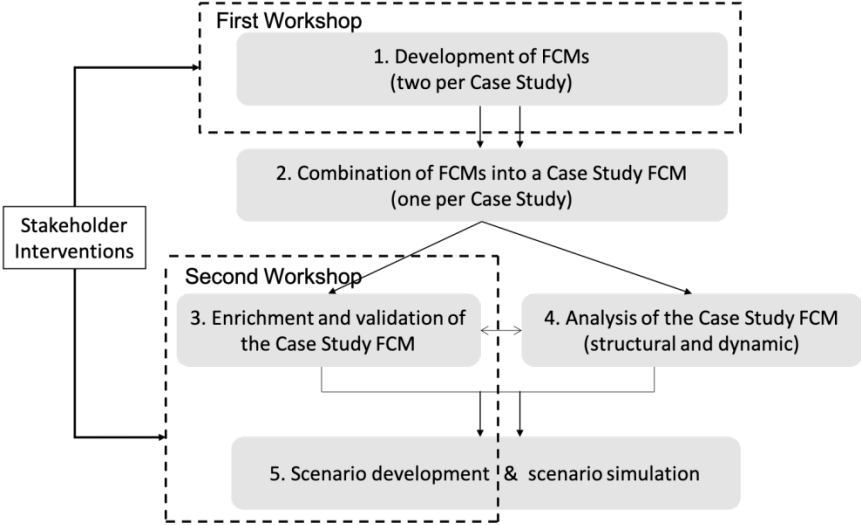 First Workshop
1. Development of FCMs
(two per Case Study)
2. Combination of FCMs into a Case Study FCM
(one per Case Study)
Stakeholder
Interventions
Second Workshop
3. Enrichment and validation of
the Case Study FCM
4. Analysis of the Case Study FCM
(structural and dynamic)
5. Scenario development & scenario simulation